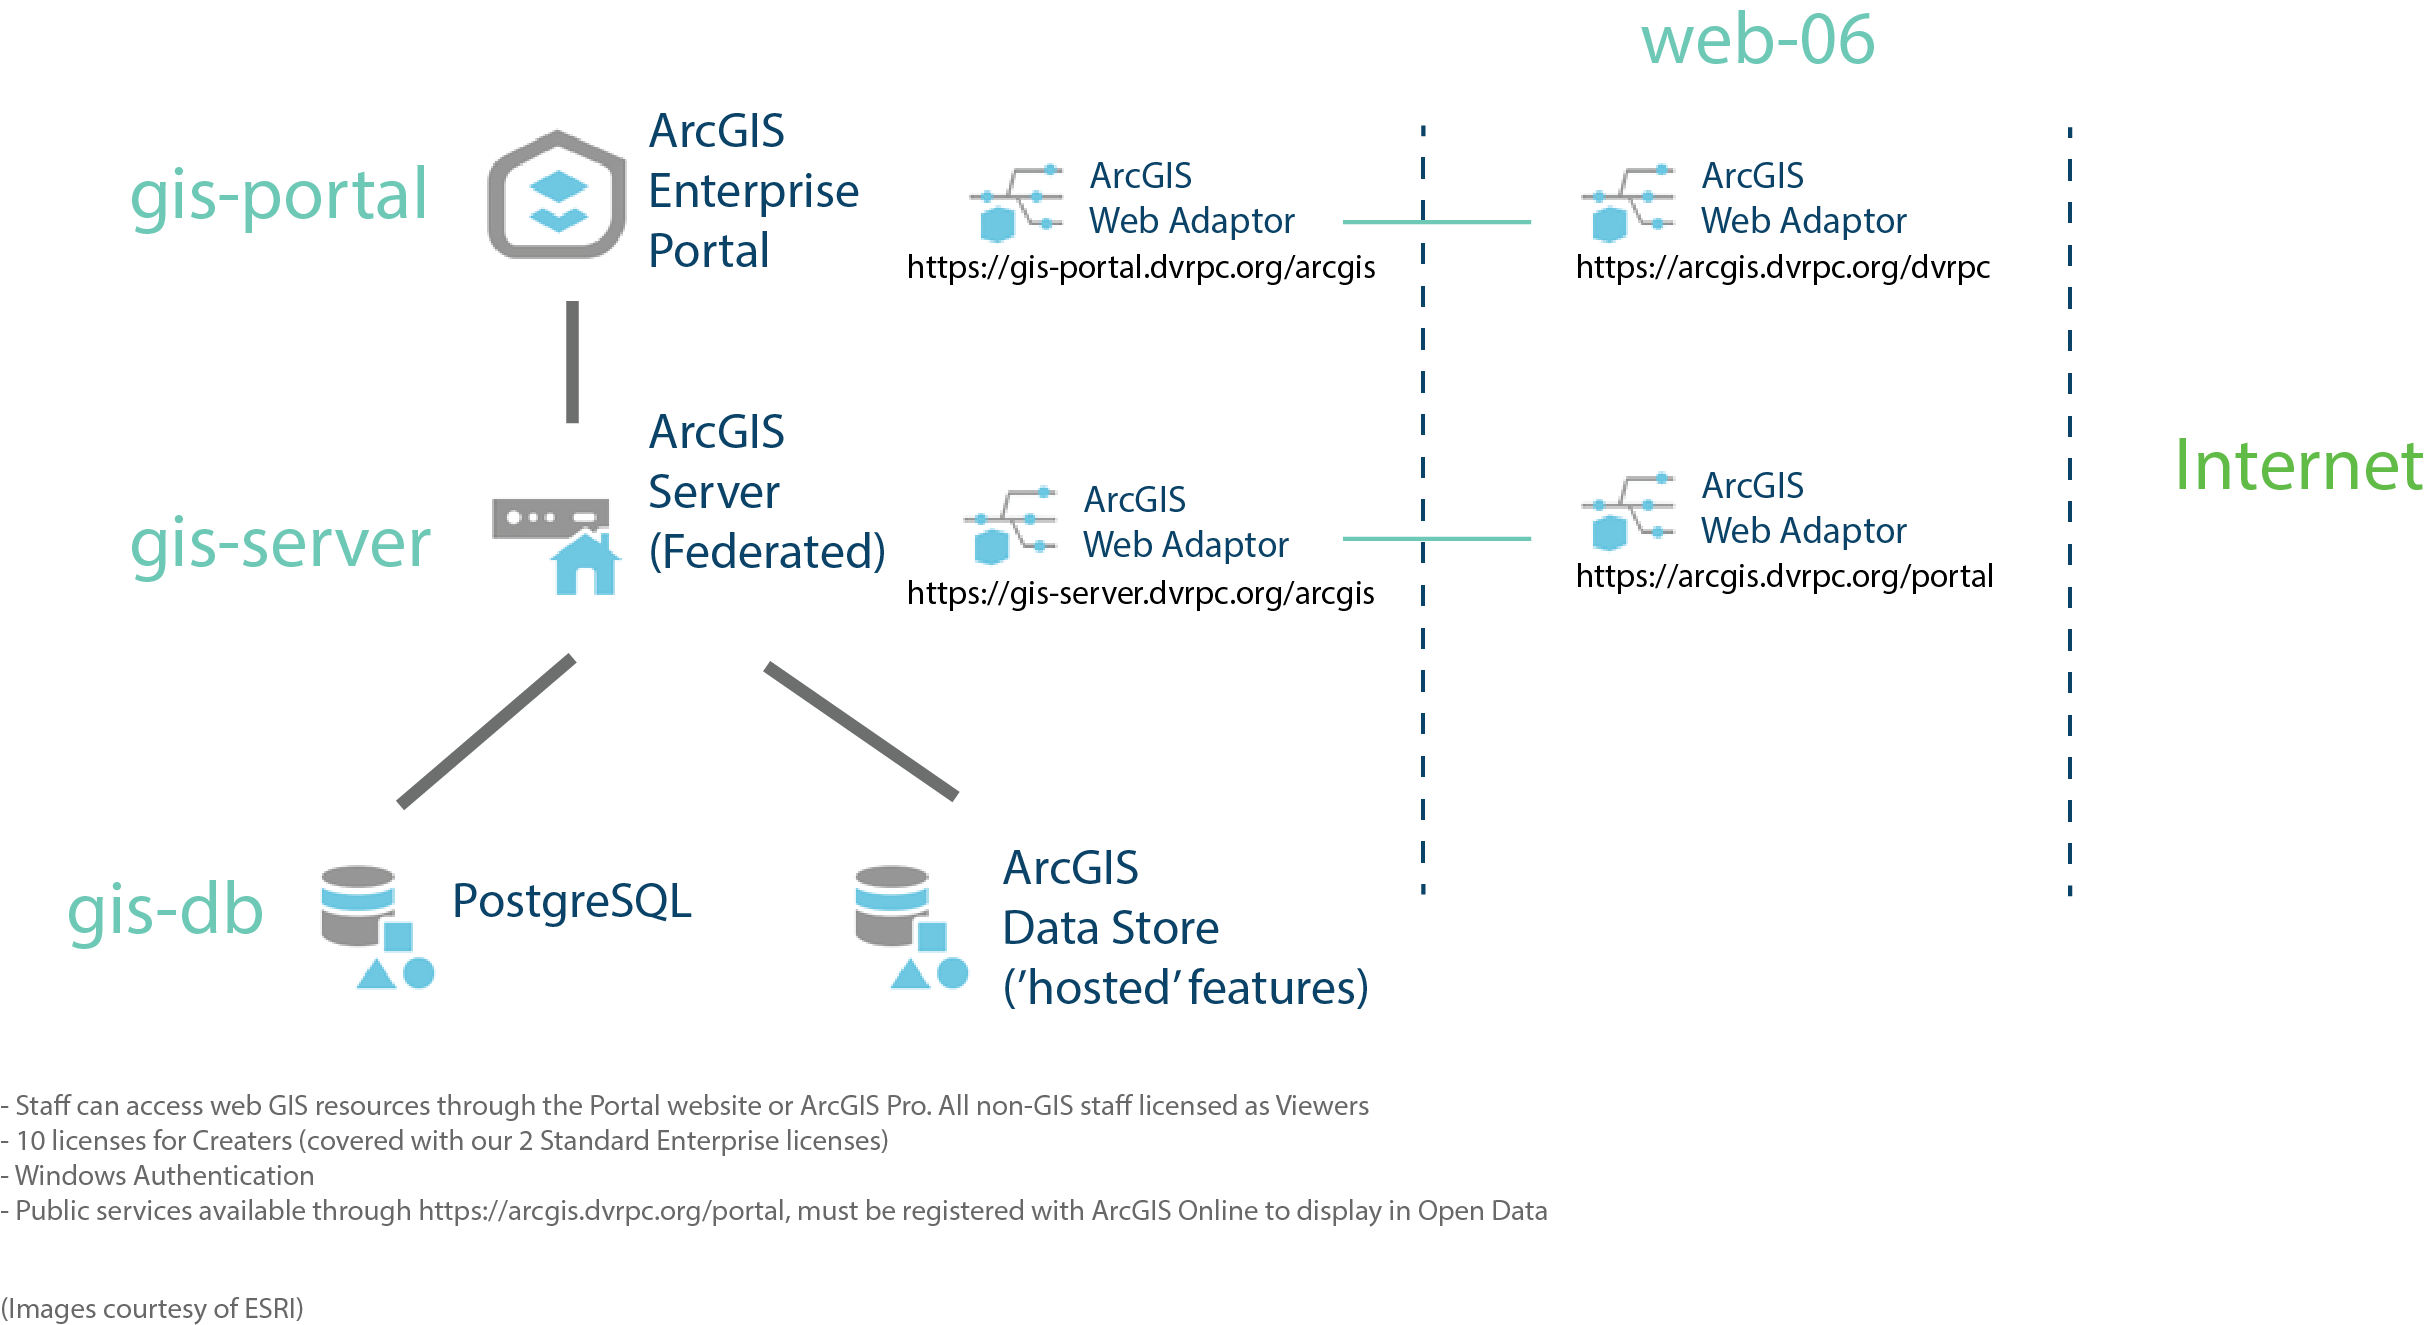 web-06
gis-portal
ArcGIS
Enterprise
Portal
ArcGIS
Web Adaptor
https://gis-portal.dvrpc.org/arcgis
ArcGIS
Web Adaptor
https://arcgis.dvrpc.org/dvrpc
gis-server
ArcGIS
Server
(Federated)
ArcGIS
Web Adaptor
https://gis-server.dvrpc.org/arcgis
ArcGIS
Web Adaptor
https://arcgis.dvrpc.org/portal
Internet
gis-db
PostgreSQL
ArcGIS
Data Store
(’hosted’ features)
- Staff can access web GIS resources through the Portal website or ArcGIS Pro. All non-GIS staff licensed as Viewers
- 10 licenses for Creaters (covered with our 2 Standard Enterprise licenses)
- Windows Authentication
- Public services available through https://arcgis.dvrpc.org/portal, must be registered with ArcGIS Online to display in Open Data
(Images courtesy of ESRI)